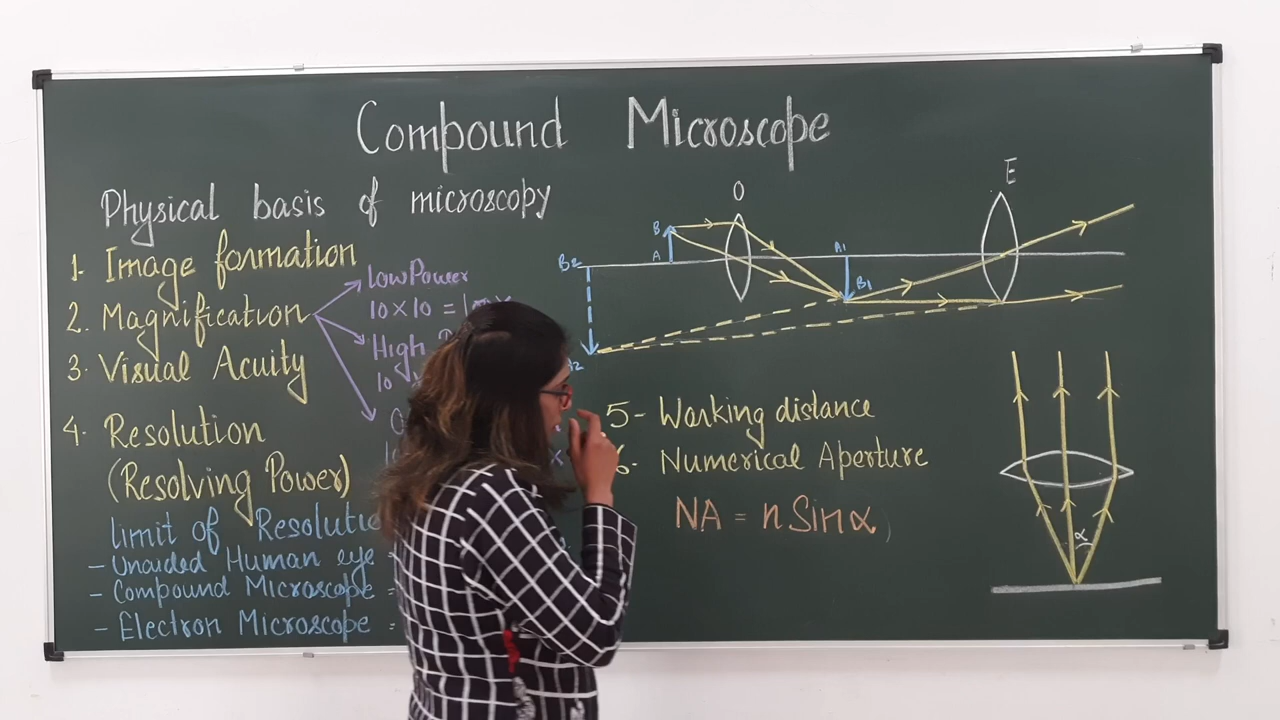 Compound Microscope
Physical basis of microscopy
1. Image formation
2. Magnification
3. Visual Acuity
4. Resolution
(Resolving Power)
limit of
- Unaided Human eye
- Compound Microscope =
- Electron Microscope =
Low Power
10 × 10 =
High
O
E
B
A
A1
B1
B2
5- Working distance
Numerical Aperture
NA = n Sin α
α